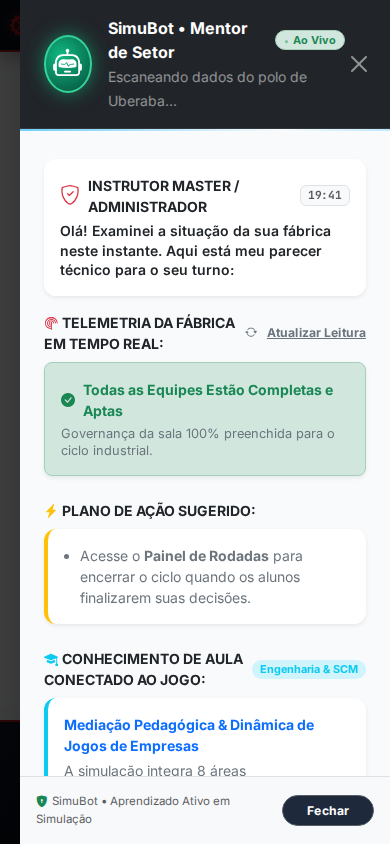 SimuBot • Mentor
de Setor
Ao Vivo
Escaneando dados do polo de
Uberaba...
INSTRUTOR MASTER /
ADMINISTRADOR
19:41
Olá! Examinei a situação da sua fábrica
neste instante. Aqui está meu parecer
técnico para o seu turno:
TELEMETRIA DA FÁBRICA
EM TEMPO REAL:
Atualizar Leitura
Todas as Equipes Estão Completas e
Aptas
Governança da sala 100% preenchida para o
ciclo industrial.
PLANO DE AÇÃO SUGERIDO:
• Acesse o Painel de Rodadas para
encerrar o ciclo quando os alunos
finalizarem suas decisões.
CONHECIMENTO DE AULA
CONECTADO AO JOGO:
Engenharia & SCM
Mediação Pedagógica & Dinâmica de
Jogos de Empresas
A simulação integra 8 áreas
SimuBot • Aprendizado Ativo em
Simulação
Fechar